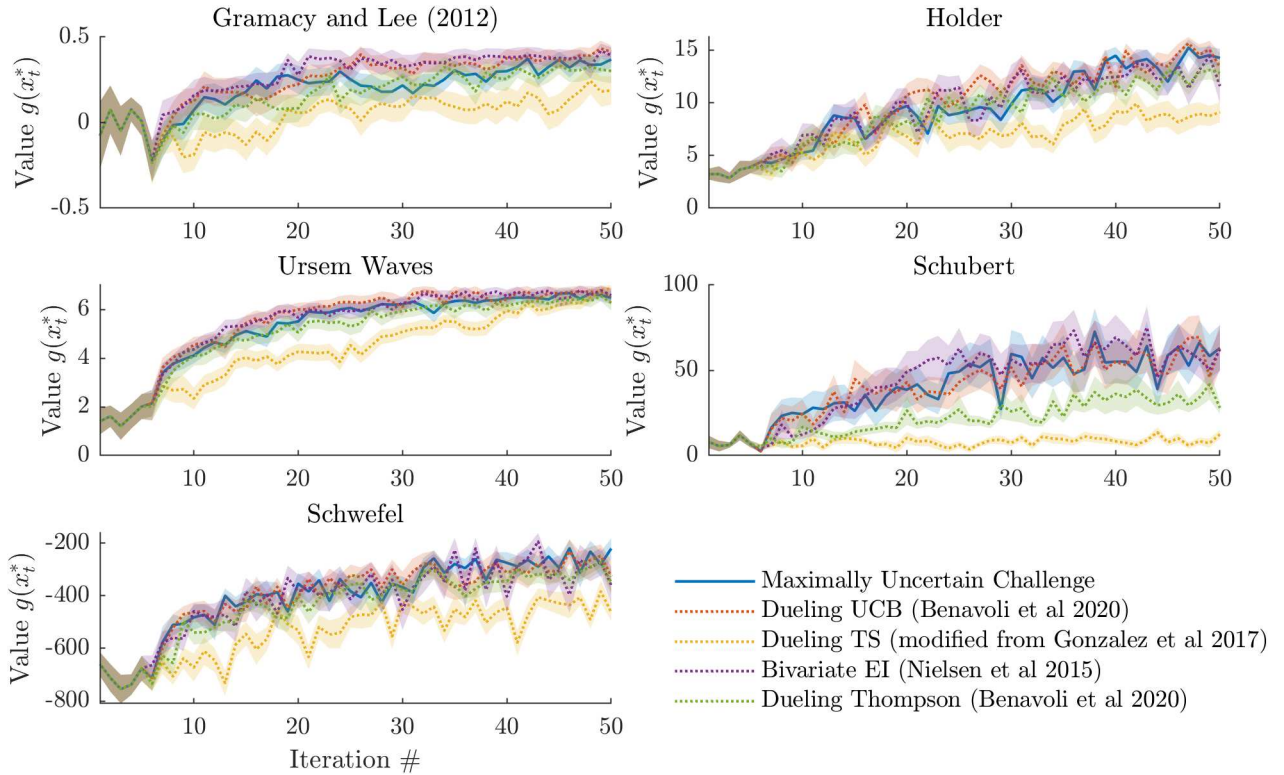 Gramacy and Lee (2012)
0.5
0
-0.5
Value g(x*t)
10 20 30 40 50
Holder
15
10
5
0
Value g(x*t)
10 20 30 40 50
Ursem Waves
6
4
2
0
Value g(x*t)
10 20 30 40 50
Schubert
100
50
0
Value g(x*t)
10 20 30 40 50
Schwefel
-200
-400
-600
-800
Value g(x*t)
10 20 30 40 50
Iteration #
Maximally Uncertain Challenge
Dueling UCB (Benavoli et al 2020)
Dueling TS (modified from Gonzalez et al 2017)
Bivariate EI (Nielsen et al 2015)
Dueling Thompson (Benavoli et al 2020)